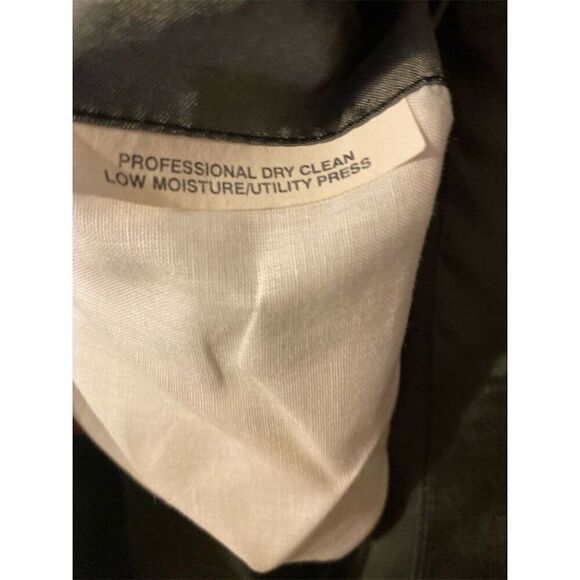 PROFESSIONAL DRY CLEAN
LOW MOISTURE/UTILITY PRESS